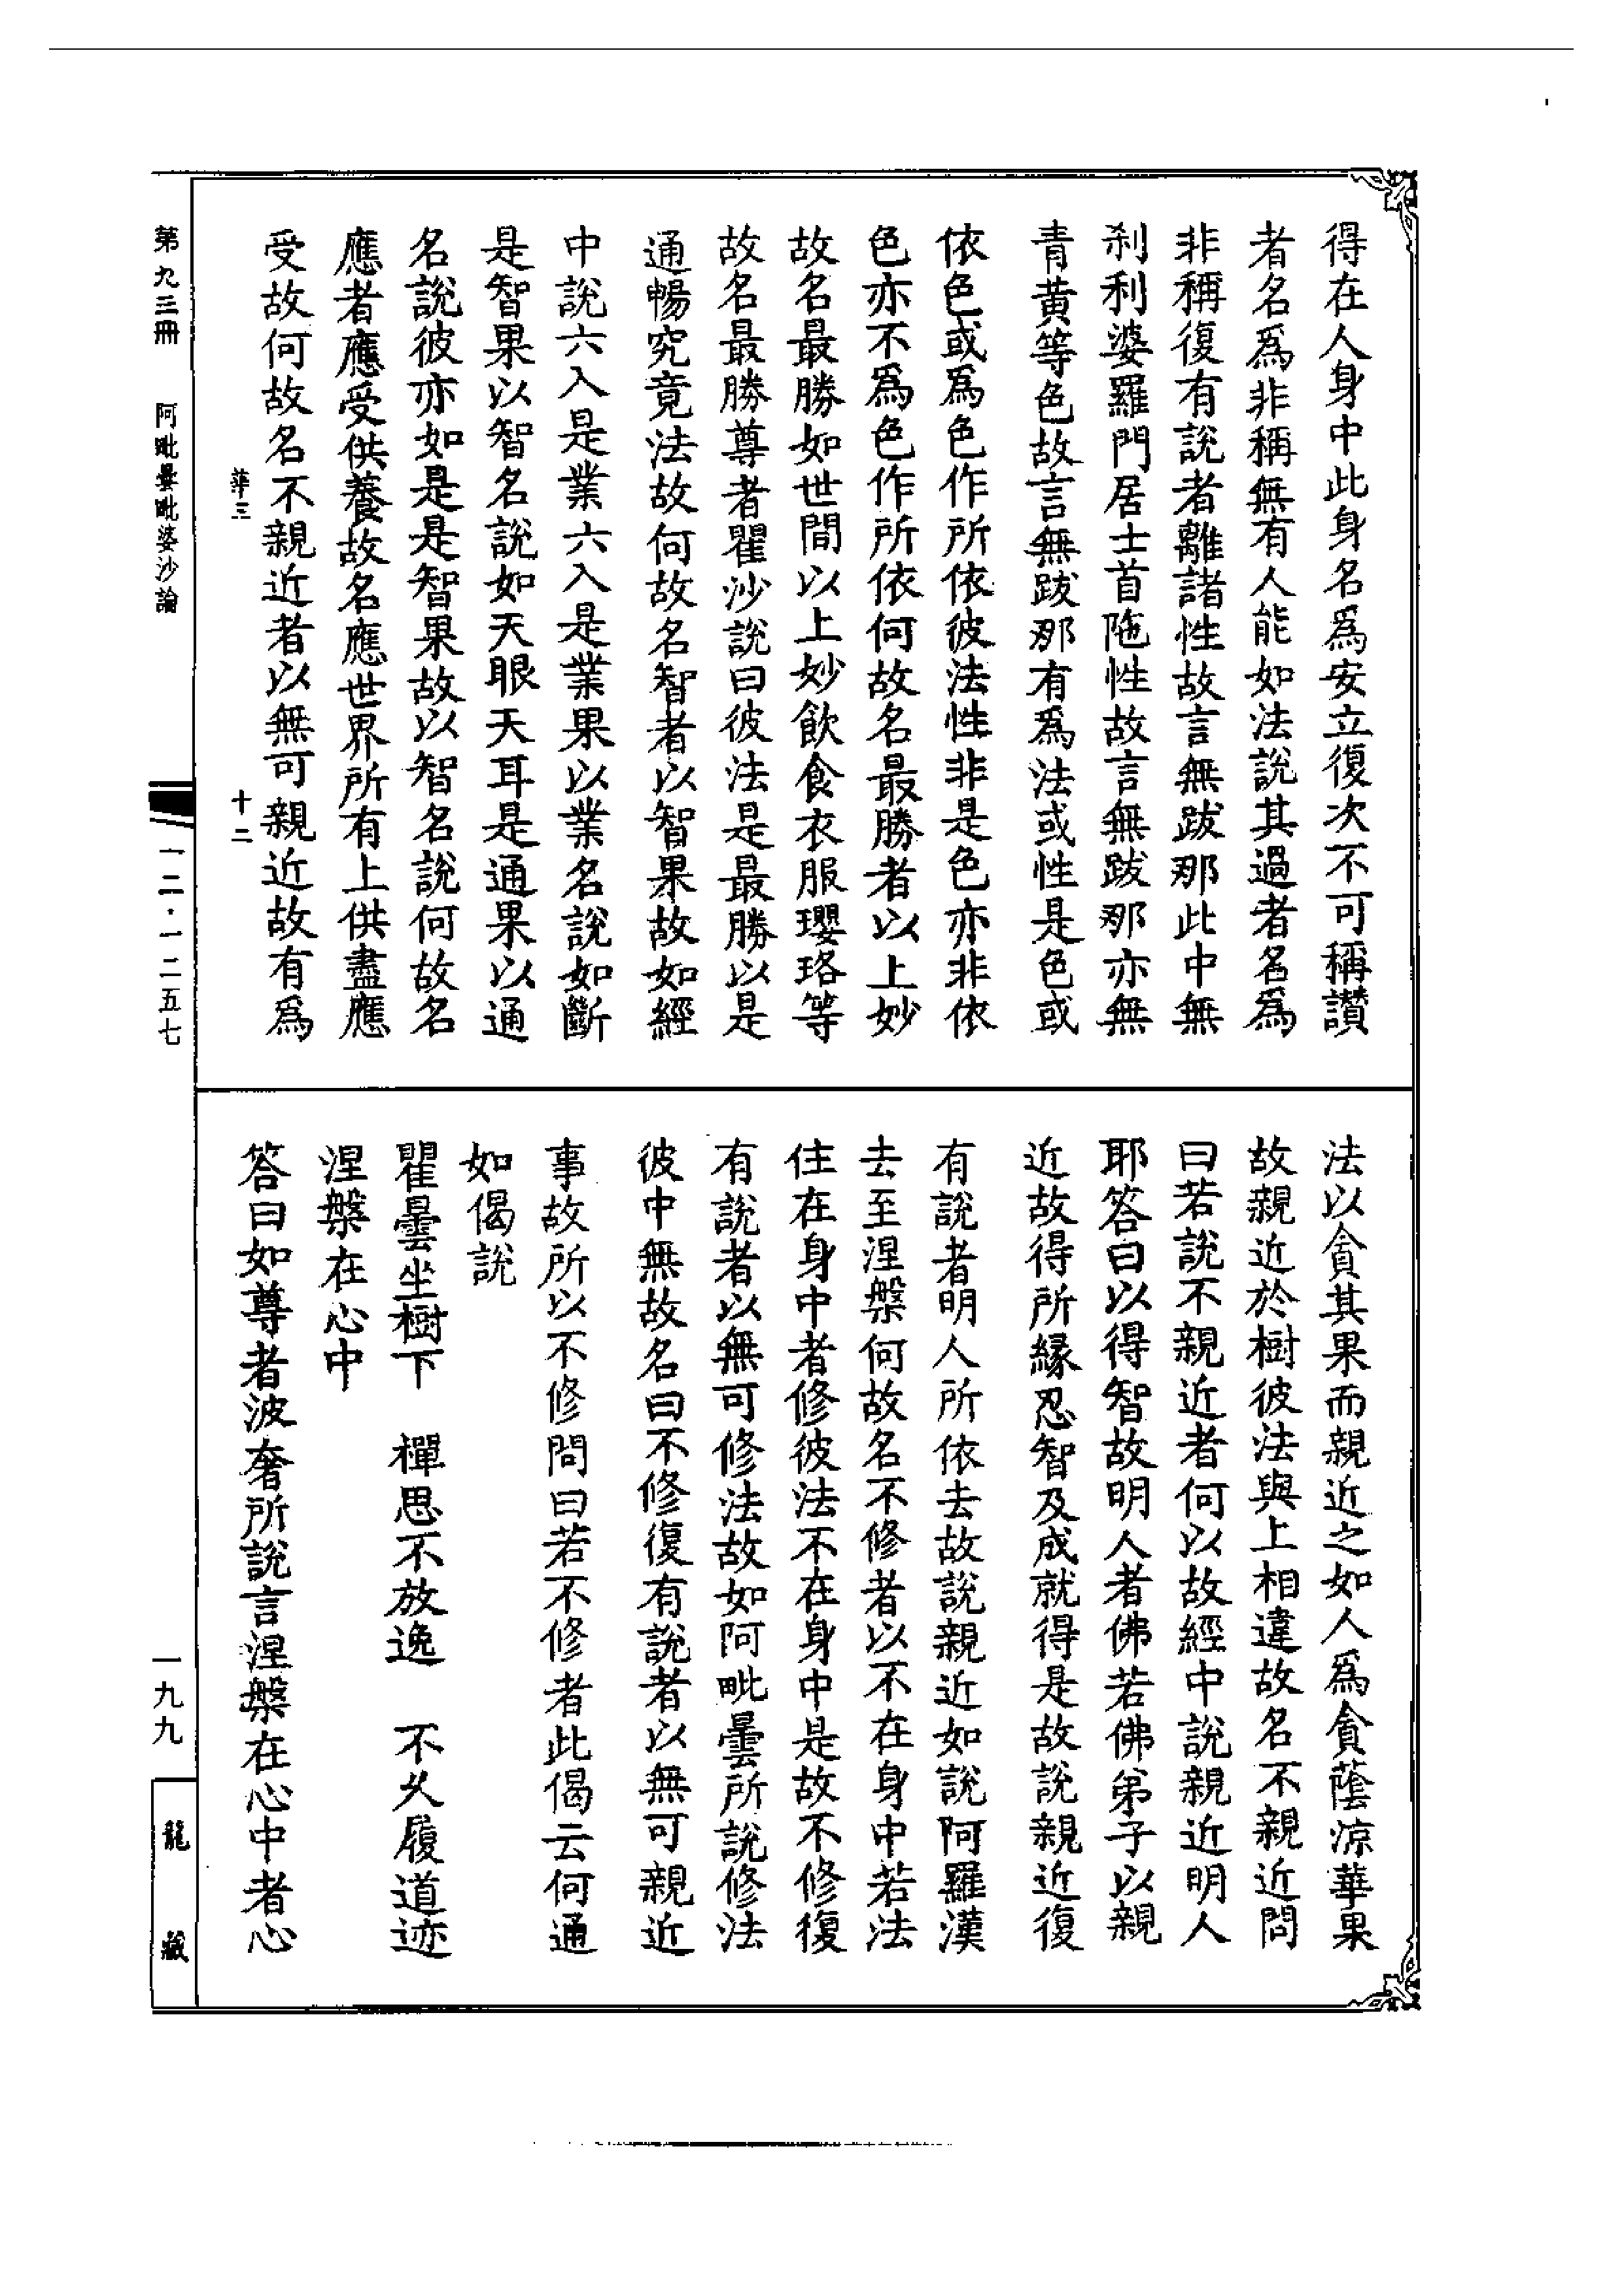 得在人身中此身名爲安立復次不可稱讃
者名爲非稱無有人能如法說其過者名爲
非稱復有說者離諸性故言無跋那此中無
刹利婆羅門居士首陁性故言無跋那亦無
青黃等色故言無跋那有爲法或性是色或
依色或爲色作所依彼法性非是色亦非依
色亦不爲色作所依何故名最勝者以上妙
故名最勝如世間以上妙飲食衣服瓔珞等
故名最勝尊者瞿沙說曰彼法是最勝以是
通暢究竟法故何故名智者以智果故如經
中說六入是業六入是業果以業名說如斷
是智果以智名說如天眼天耳是通果以通
名說彼亦如是是智果故以智名說何故名
應者應受供養故名應世界所有上供盡應
受故何故名不親近者以無可親近故有爲
華三
十二
法以貪其果而親近之如人爲貪蔭涼華果
故親近於樹彼法與上相違故名不親近問
曰若說不親近者何以故經中說親近明人
耶答曰以得智故明人者佛若佛弟子以親
近故得所緣忍智及成就得是故說親近復
有說者明人所依去故說親近如說阿羅漢
去至涅槃何故名不修者以不在身中若法
住在身中者修彼法不在身中是故不修復
有說者以無可修法故如阿毗曇所說修法
彼中無故名曰不修復有說者以無可親近
事故所以不修問曰若不修者此偈云何通
如偈說
瞿曇坐樹下　禪思不放逸　不久履道迹
涅槃在心中
答曰如尊者波奢所說言涅槃在心中者心
第九三冊　阿毗曇毗婆沙論
一二·一二五七
一九九
龍藏